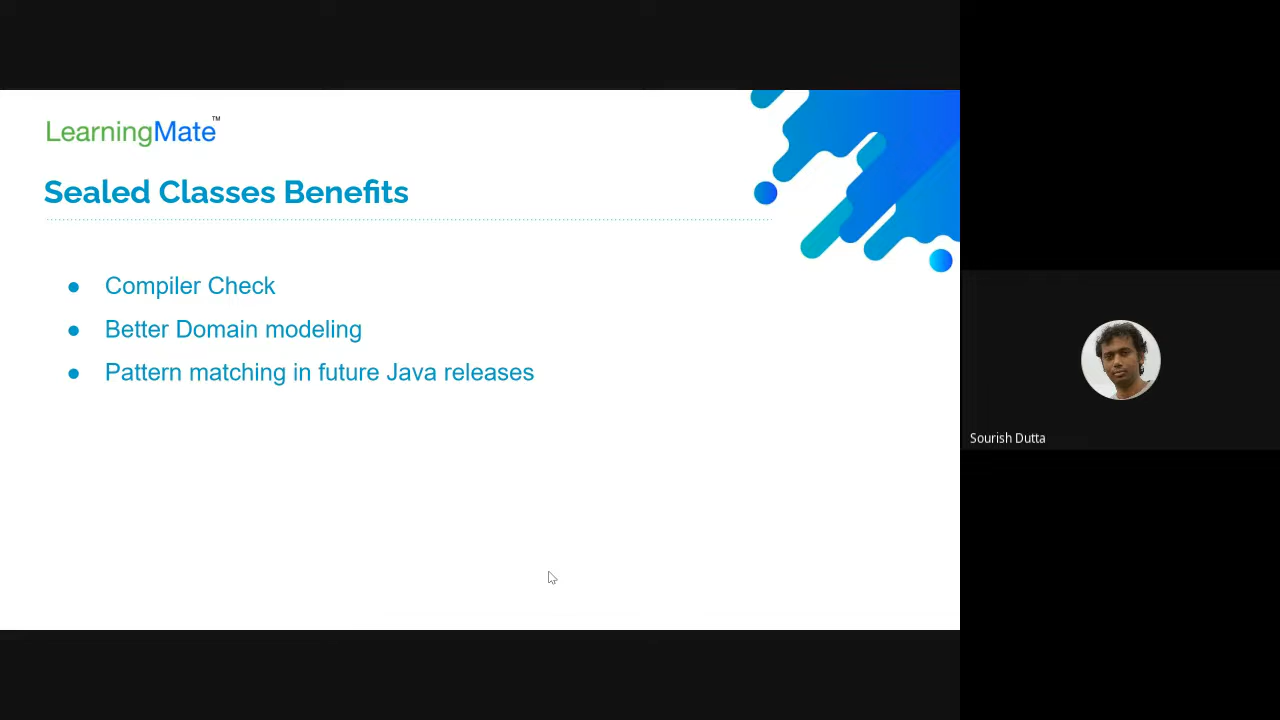 LearningMate™
Sealed Classes Benefits
● Compiler Check
● Better Domain modeling
● Pattern matching in future Java releases
Sourish Dutta